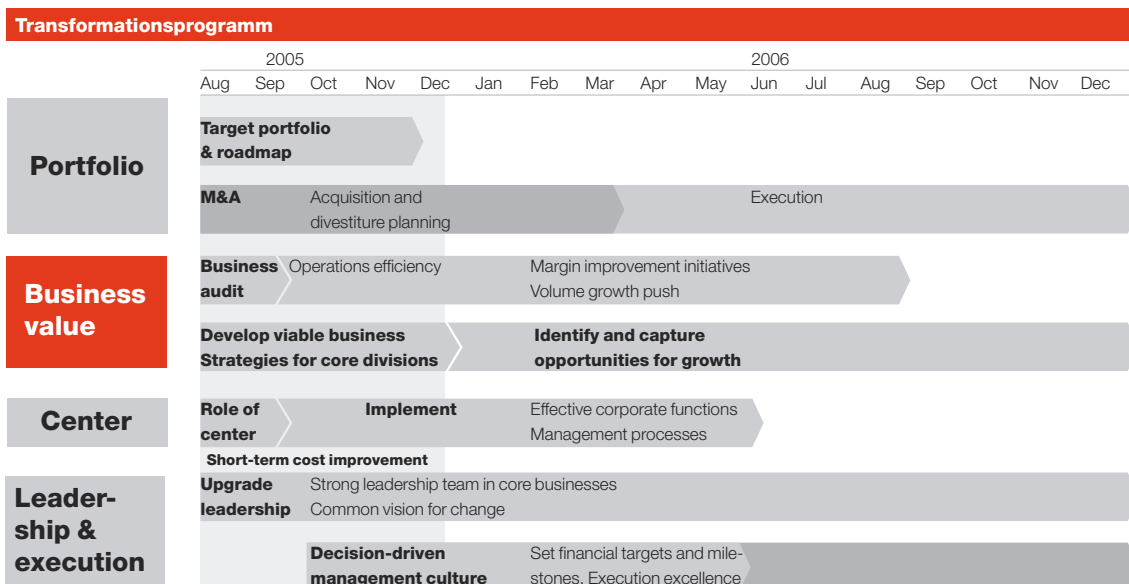 Transformationsprogramm
2005 2006
Aug Sep Oct Nov Dec Jan Feb Mar Apr May Jun Jul Aug Sep Oct Nov Dec
Portfolio
Target portfolio
& roadmap
M&A Acquisition and Execution
divestiture planning
Business
value
Business Operations efficiency Margin improvement initiatives
audit Volume growth push
Develop viable business Identify and capture
Strategies for core divisions opportunities for growth
Center
Role of Implement Effective corporate functions
center Management processes
Short-term cost improvement
Leader-
ship &
execution
Upgrade Strong leadership team in core businesses
leadership Common vision for change
Decision-driven Set financial targets and mile-
management culture stones, Execution excellence